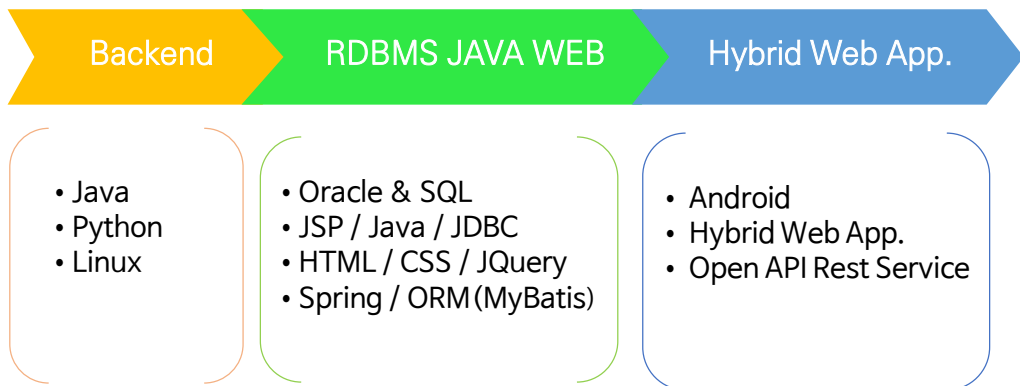 Backend
RDBMS JAVA WEB
Hybrid Web App.
• Java
• Python
• Linux
• Oracle & SQL
• JSP / Java / JDBC
• HTML / CSS / JQuery
• Spring / ORM(MyBatis)
• Android
• Hybrid Web App.
• Open API Rest Service